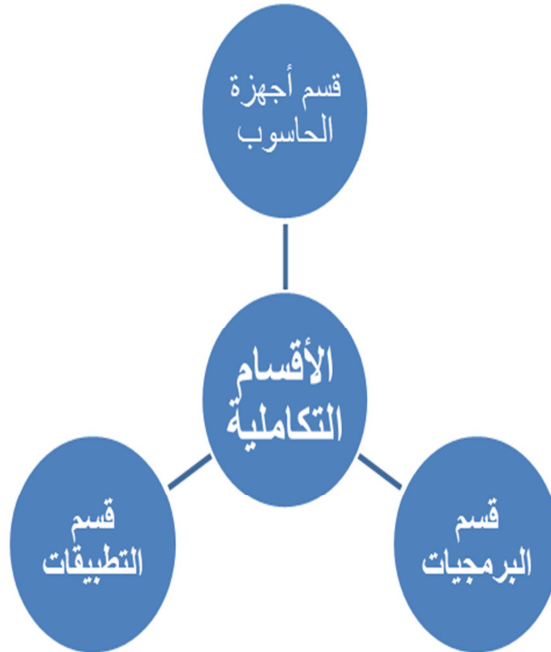 قسم أجهزة
الحاسوب
الأقسام
التكاملية
قسم
البرمجيات
قسم
التطبيقات